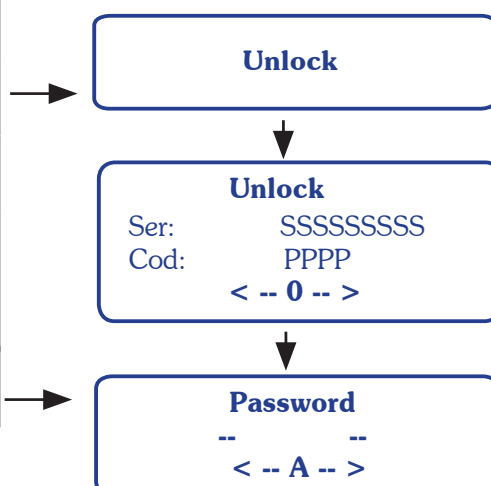 Unlock
Unlock
Ser: SSSSSSSSS
Cod: PPPP
< -- 0 -- >
Password
-- --
< -- A -- >